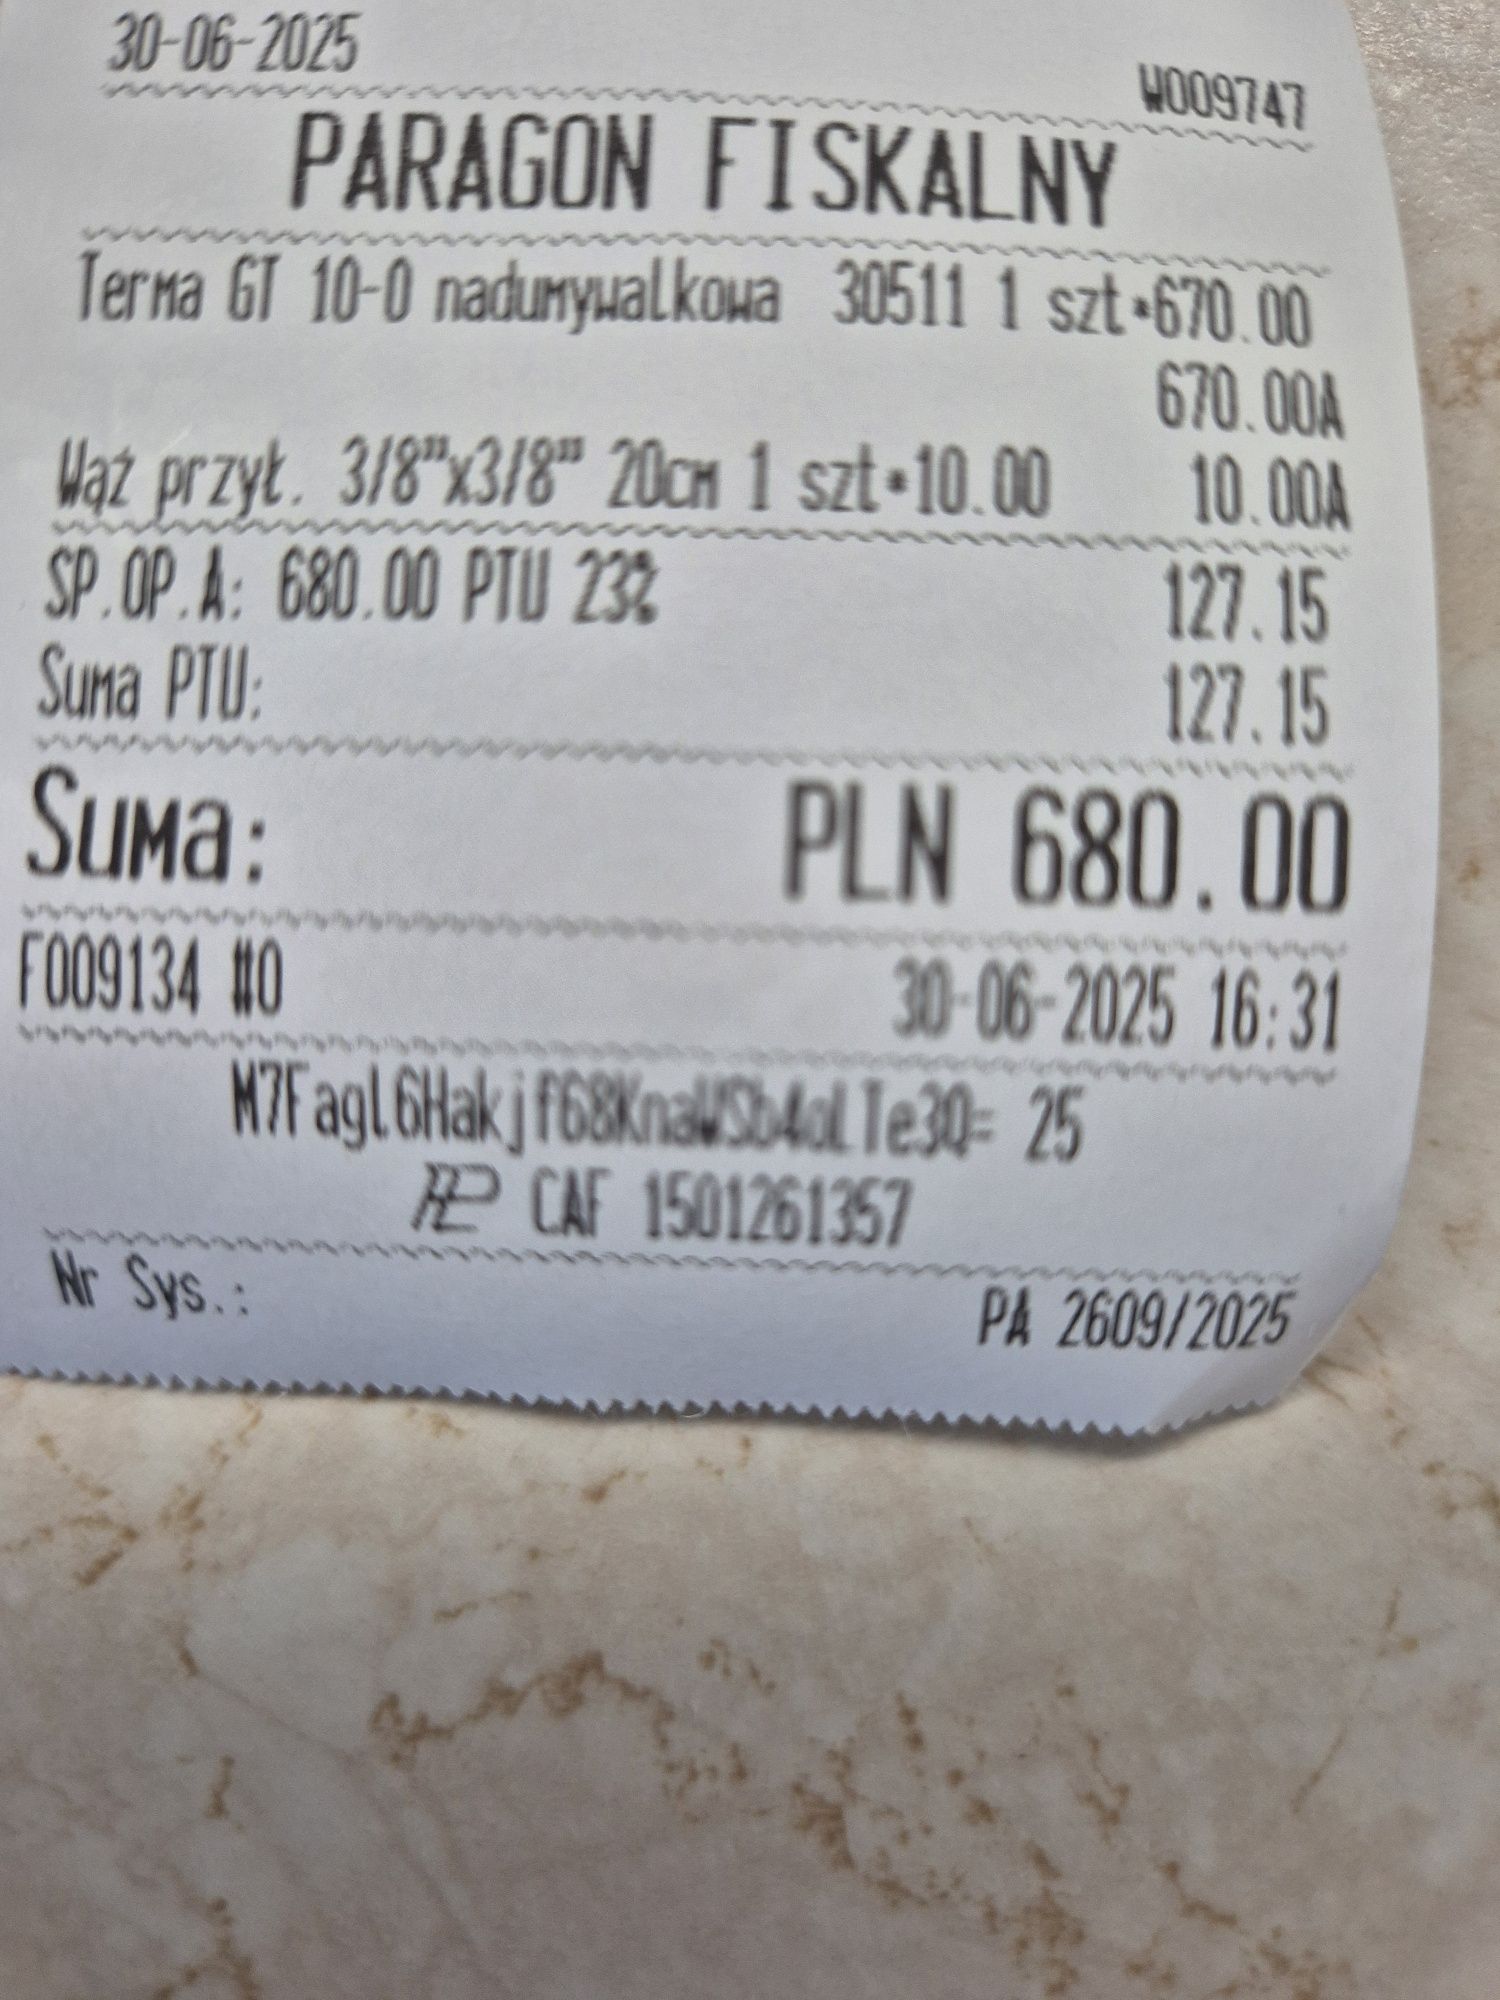 30-06-2025 W009747
PARAGON FISKALNY
Terma GT 10-0 nadumywalkowa 30511 1 szt*670.00
670.00A
Wąż przył. 3/8"x3/8" 20cm 1 szt*10.00 10.00A
SP.OP.A: 680.00 PTU 23% 127.15
Suma PTU: 127.15
Suma: PLN 680.00
F009134 #0 30-06-2025 16:31
25
CAF 1501261357
Nr Sys.: PA 2609/2025